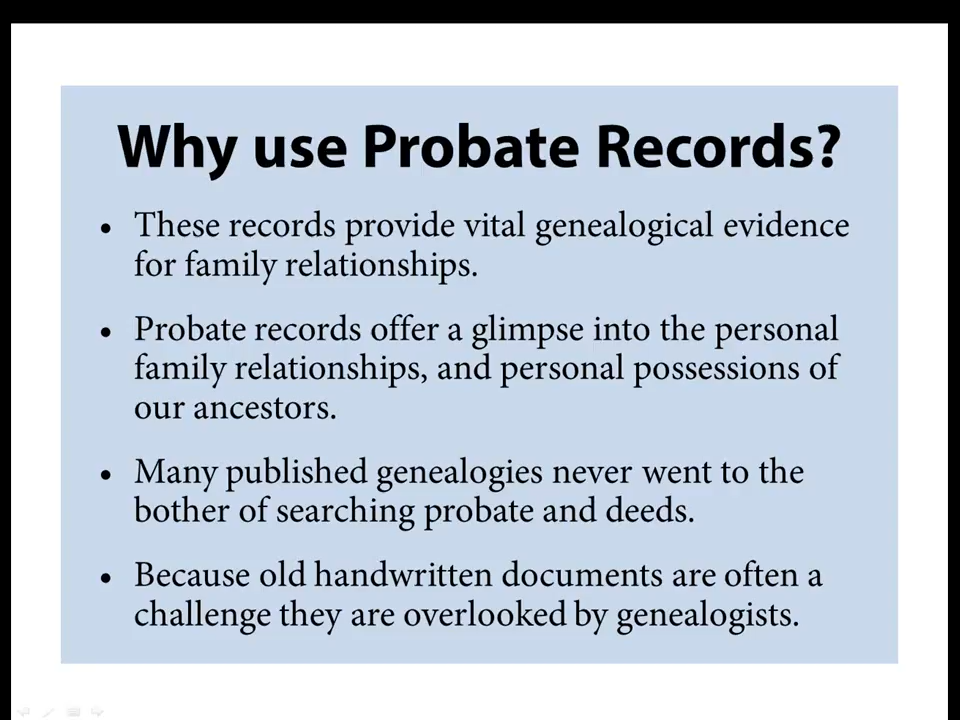 Why use Probate Records?
• These records provide vital genealogical evidence
for family relationships.
• Probate records offer a glimpse into the personal
family relationships, and personal possessions of
our ancestors.
• Many published genealogies never went to the
bother of searching probate and deeds.
• Because old handwritten documents are often a
challenge they are overlooked by genealogists.